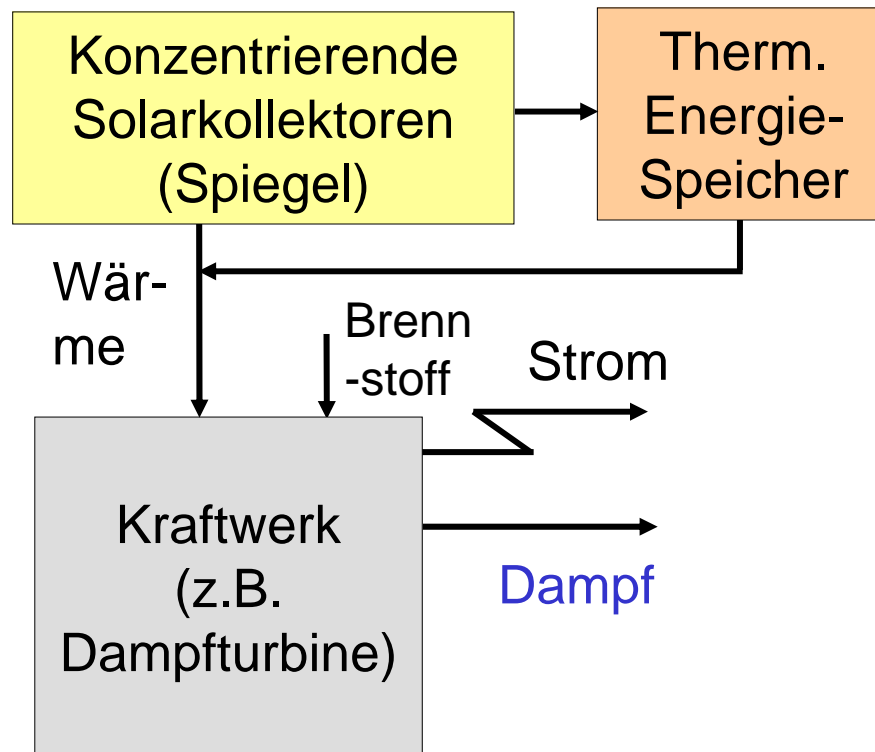 Konzentrierende
Solarkollektoren
(Spiegel)
Therm.
Energie-
Speicher
Wär-
me
Brenn
-stoff
Strom
Kraftwerk
(z.B.
Dampfturbine)
Dampf